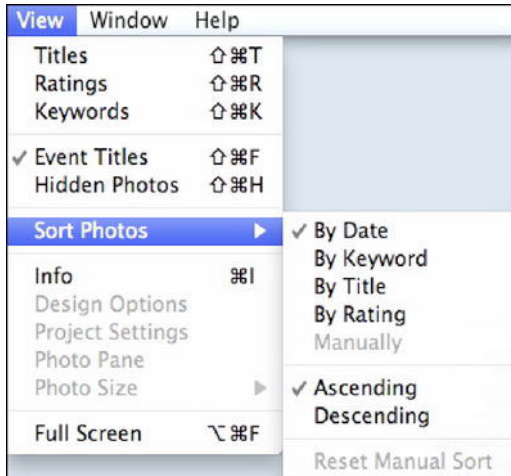 View Window Help
Titles ⇧⌘T
Ratings ⇧⌘R
Keywords ⇧⌘K
✓ Event Titles ⇧⌘F
Hidden Photos ⇧⌘H
Sort Photos ▶
Info ⌘I
Design Options
Project Settings
Photo Pane
Photo Size ▶
Full Screen ⌥⌘F
✓ By Date
By Keyword
By Title
By Rating
Manually
✓ Ascending
Descending
Reset Manual Sort